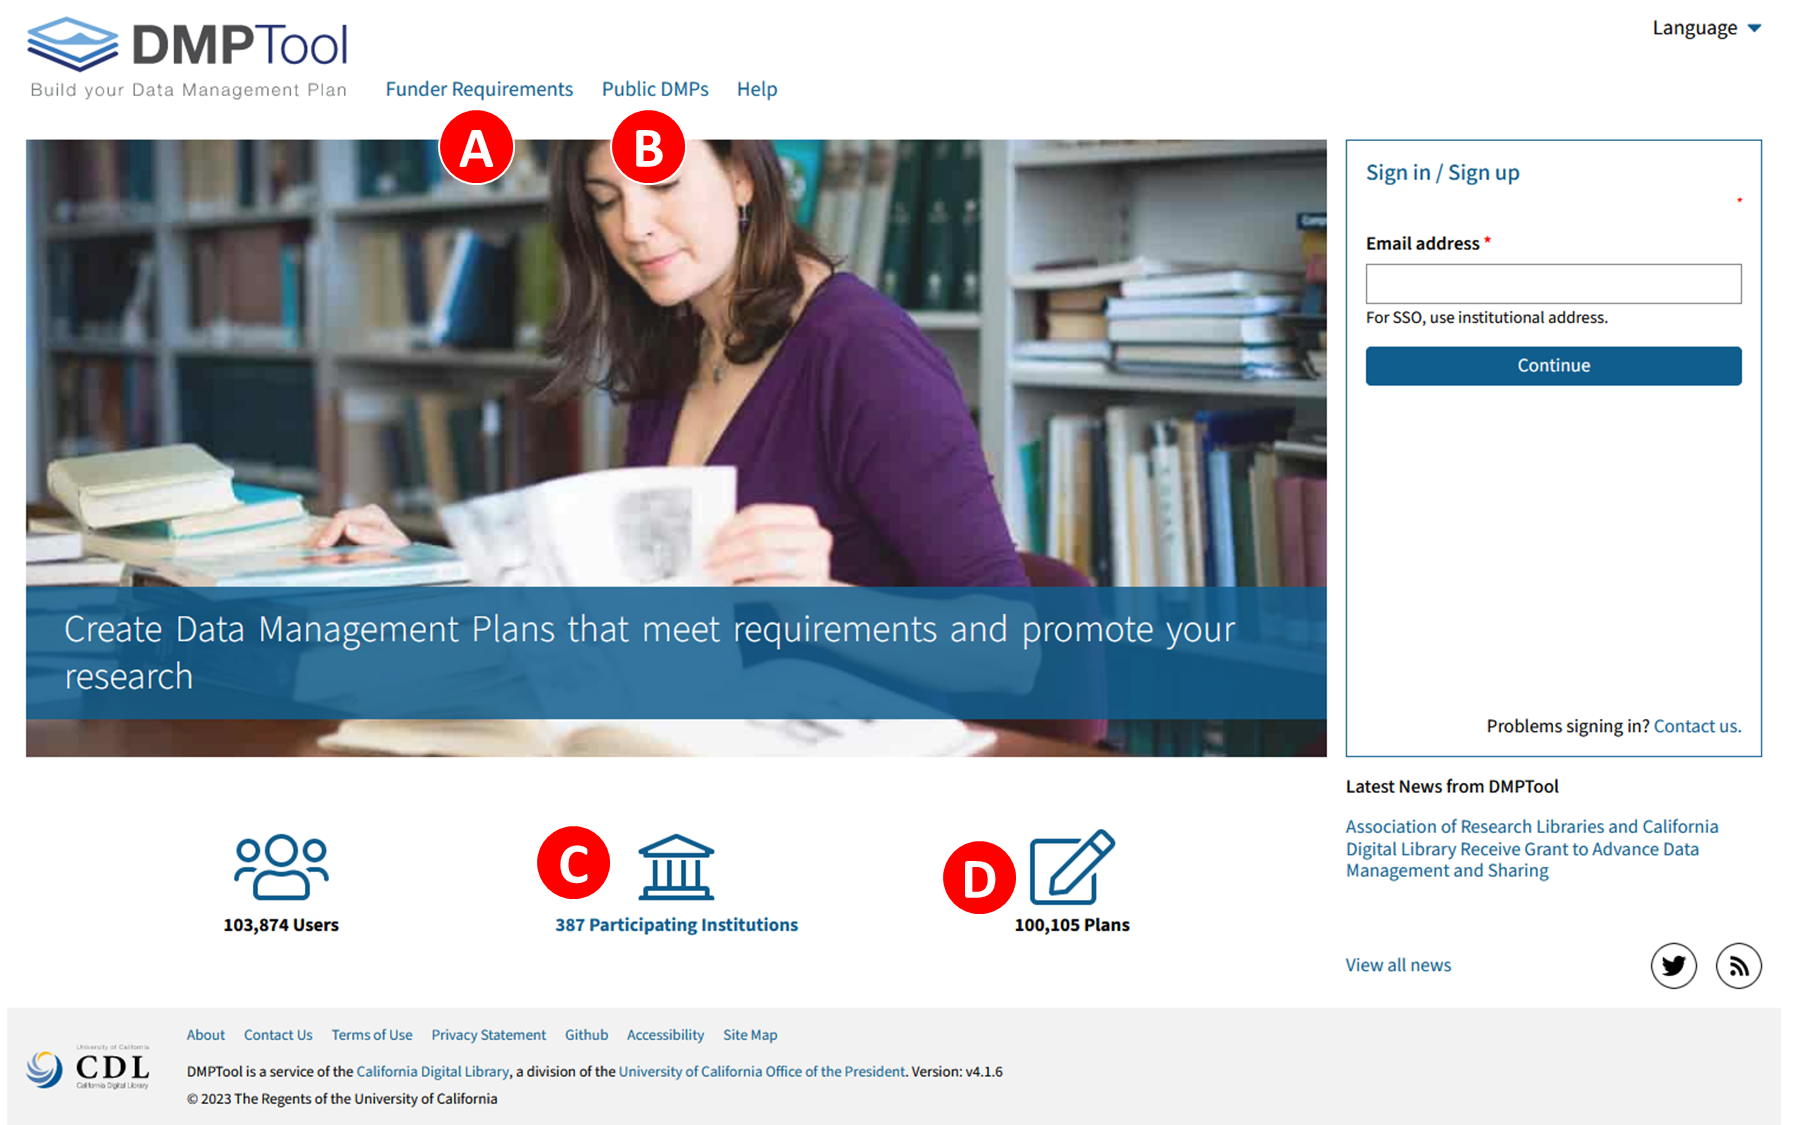 DMPTool
Build your Data Management Plan
Language
Funder Requirements Public DMPs Help
A
B
Create Data Management Plans that meet requirements and promote your
research
Sign in / Sign up
*
Email address *
For SSO, use institutional address.
Continue
Problems signing in? Contact us.
Latest News from DMPTool
Association of Research Libraries and California
Digital Library Receive Grant to Advance Data
Management and Sharing
View all news
C
D
103,874 Users
387 Participating Institutions
100,105 Plans
University of California
CDL
California Digital Library
About Contact Us Terms of Use Privacy Statement Github Accessibility Site Map
DMPTool is a service of the California Digital Library, a division of the University of California Office of the President. Version: v4.1.6
© 2023 The Regents of the University of California